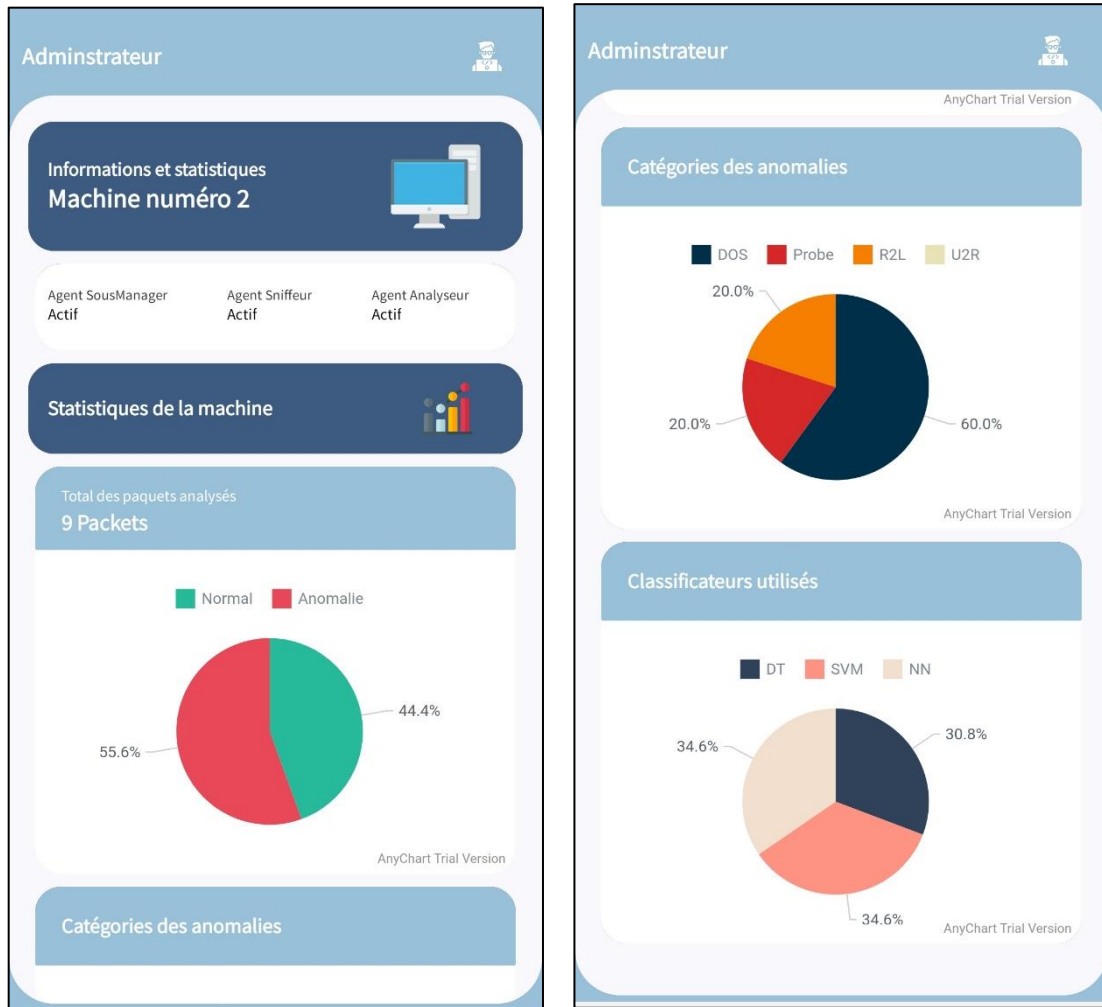 Adminstrateur
Informations et statistiques
Machine numéro 2
Agent SousManager Agent Sniffeur Agent Analyseur
Actif Actif Actif
Statistiques de la machine
Total des paquets analysés
9 Packets
Normal Anomalie
44.4%
55.6%
AnyChart Trial Version
Catégories des anomalies
Adminstrateur
AnyChart Trial Version
Catégories des anomalies
DOS Probe R2L U2R
20.0%
20.0% 60.0%
AnyChart Trial Version
Classificateurs utilisés
DT SVM NN
30.8%
34.6%
34.6%
AnyChart Trial Version